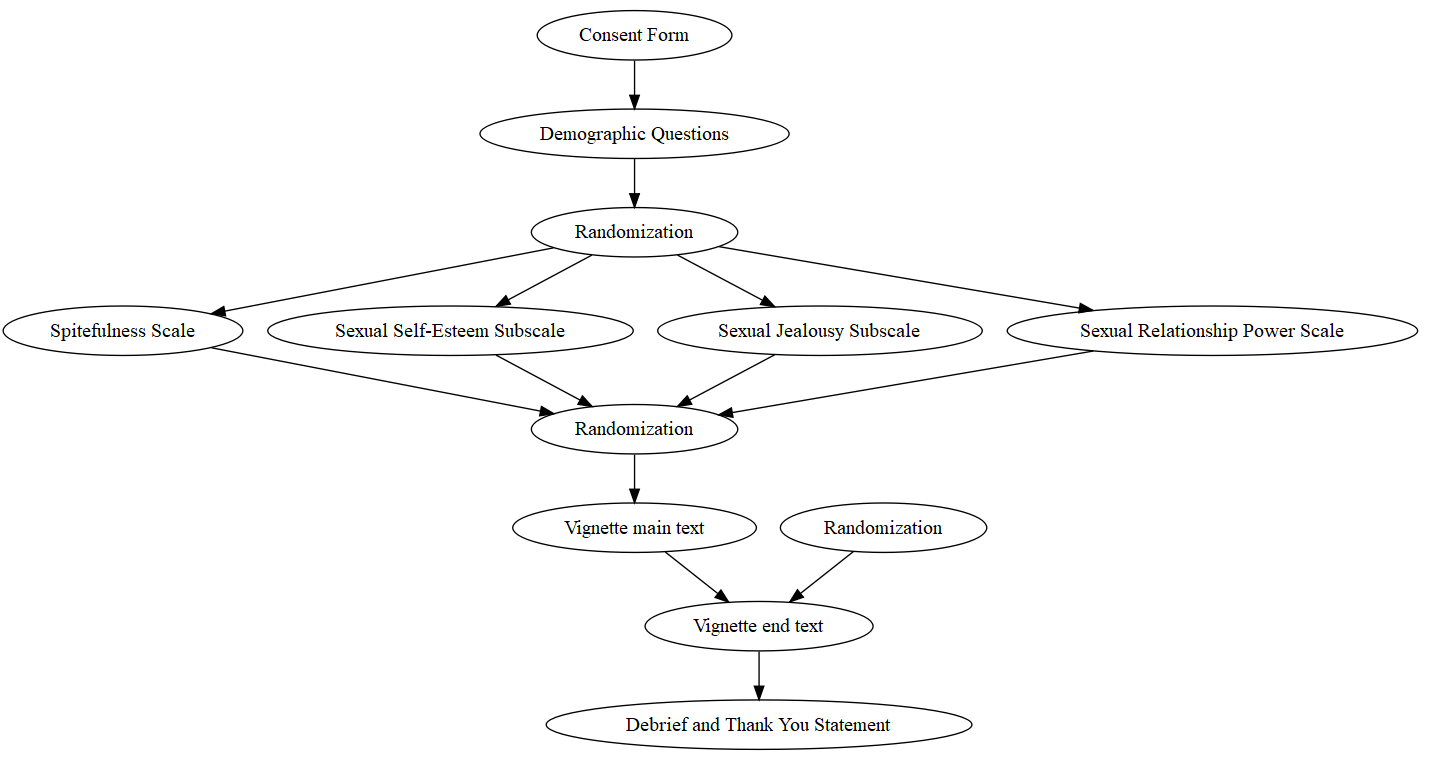 Consent Form
Demographic Questions
Randomization
Spitefulness Scale
Sexual Self-Esteem Subscale
Sexual Jealousy Subscale
Sexual Relationship Power Scale
Randomization
Vignette main text
Randomization
Vignette end text
Debrief and Thank You Statement